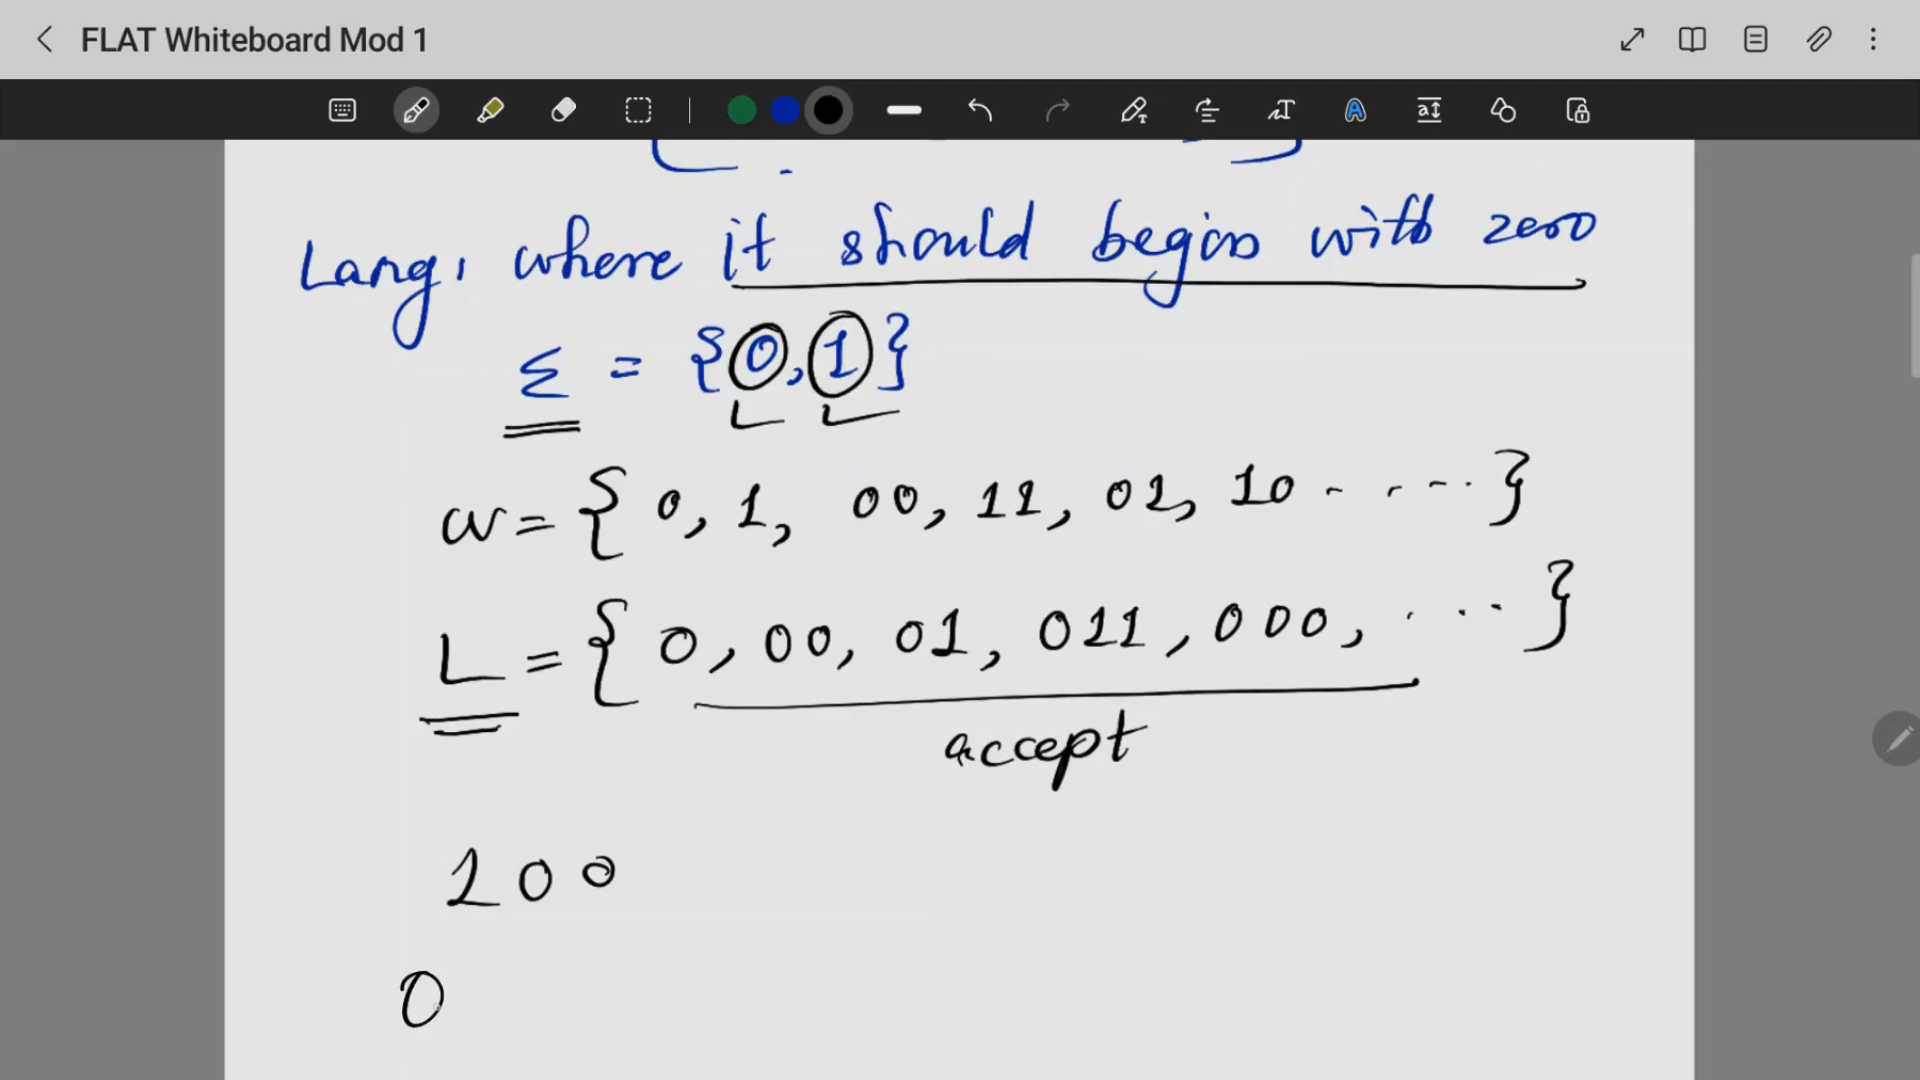 FLAT Whiteboard Mod 1
Lang, where it should begin with zero
Σ = {0, 1}
w = { 0, 1, 00, 11, 01, 10 - - - - · }
L = { 0, 00, 01, 011, 000, · · · · }
accept
100
0